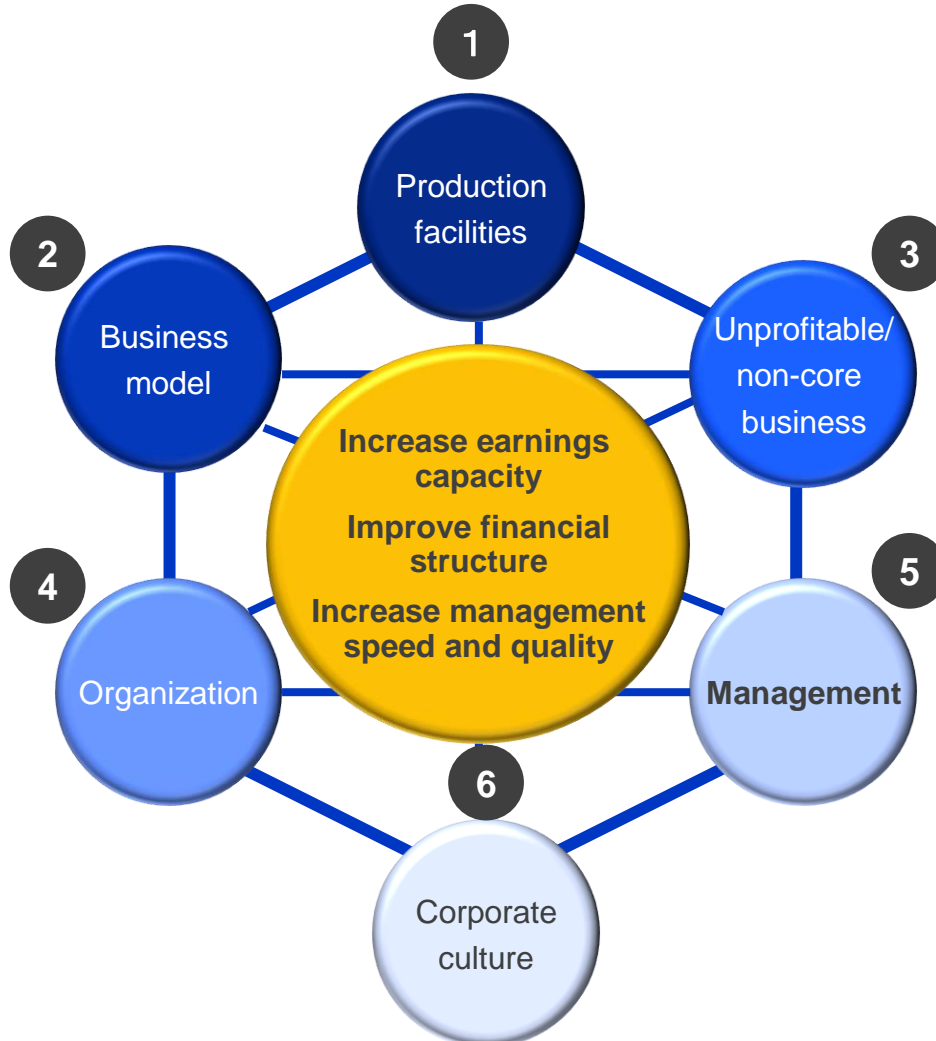 1
Production
facilities
2
Business
model
3
Unprofitable/
non-core
business
Increase earnings
capacity
Improve financial
structure
Increase management
speed and quality
4
Organization
5
Management
6
Corporate
culture